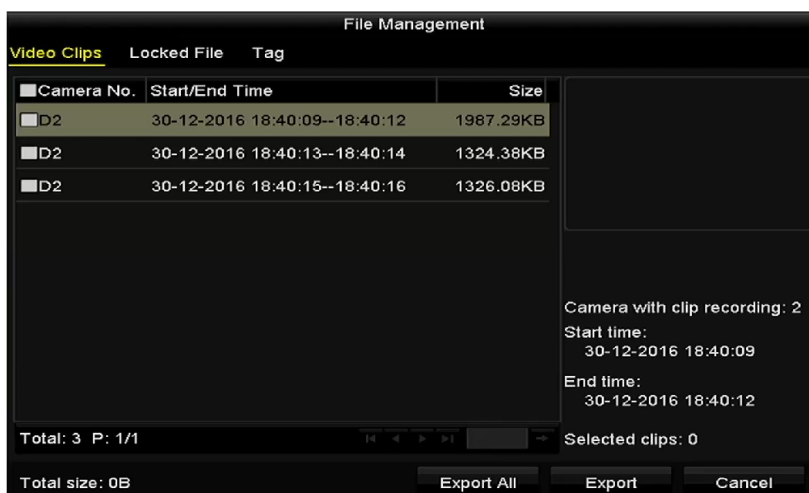 File Management
Video Clips Locked File Tag
Camera No. Start/End Time Size
D2 30-12-2016 18:40:09--18:40:12 1987.29KB
D2 30-12-2016 18:40:13--18:40:14 1324.38KB
D2 30-12-2016 18:40:15--18:40:16 1326.08KB
Camera with clip recording: 2
Start time:
30-12-2016 18:40:09
End time:
30-12-2016 18:40:12
Total: 3 P: 1/1
Selected clips: 0
Total size: 0B
Export All Export Cancel